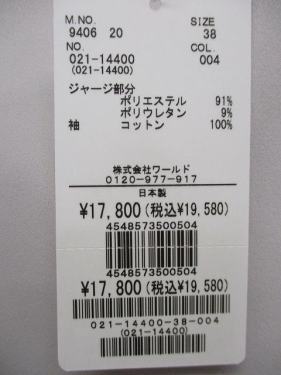 M.NO. SIZE
9406 20 38
NO. COL.
021-14400 004
(021-14400)
ジャージ部分
ポリエステル 91%
ポリウレタン 9%
袖 コットン 100%
株式会社ワールド
0120-977-917
日本製
¥17,800(税込¥19,580)
4548573500504
¥17,800(税込¥19,580)
021-14400-38-004
(021-14400)
4548573500504